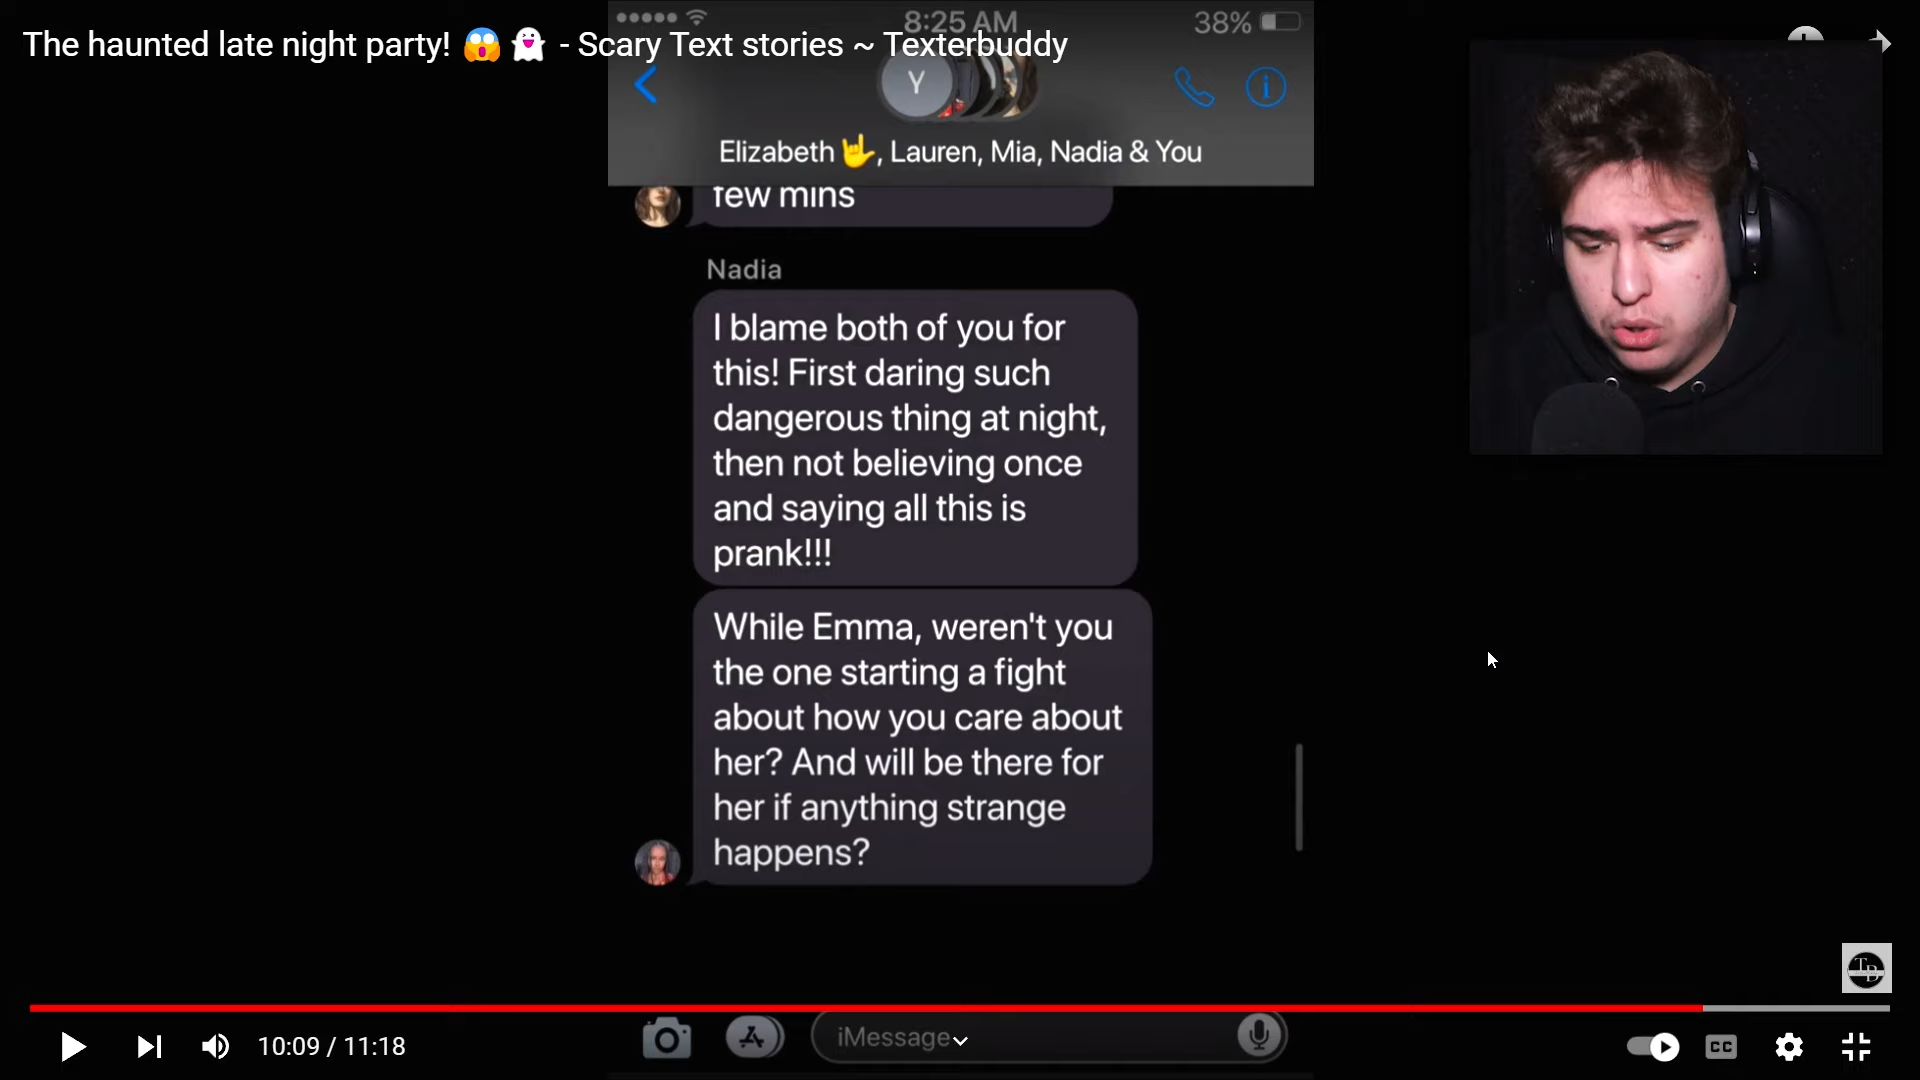 8:25 AM
38%
The haunted late night party! 😱👻 - Scary Text stories ~ Texterbuddy
Y
Elizabeth 🤟, Lauren, Mia, Nadia & You
few mins
Nadia
I blame both of you for
this! First daring such
dangerous thing at night,
then not believing once
and saying all this is
prank!!!
While Emma, weren't you
the one starting a fight
about how you care about
her? And will be there for
her if anything strange
happens?
TB
iMessage
10:09 / 11:18
CC